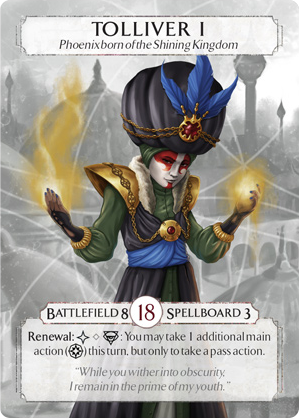 TOLLIVER I
Phoenixborn of the Shining Kingdom
BATTLEFIELD 8 18 SPELLBOARD 3
Renewal: : You may take 1 additional main
action () this turn, but only to take a pass action.
"While you wither into obscurity,
I remain in the prime of my youth."